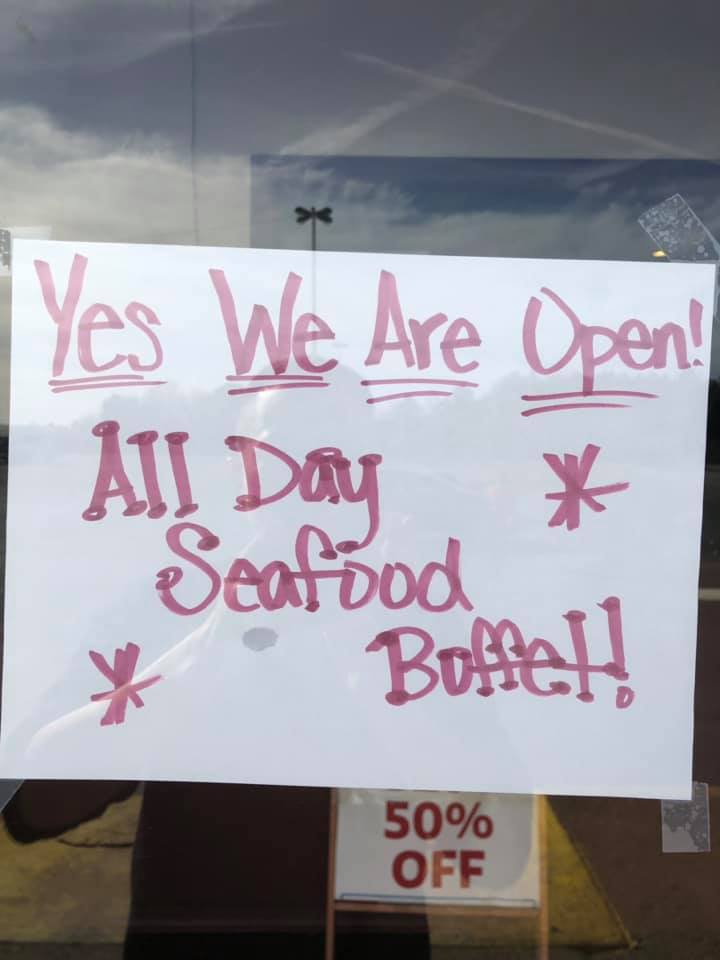 Yes We Are Open!
All Day *
Seafood
* Buffet!
50%
OFF